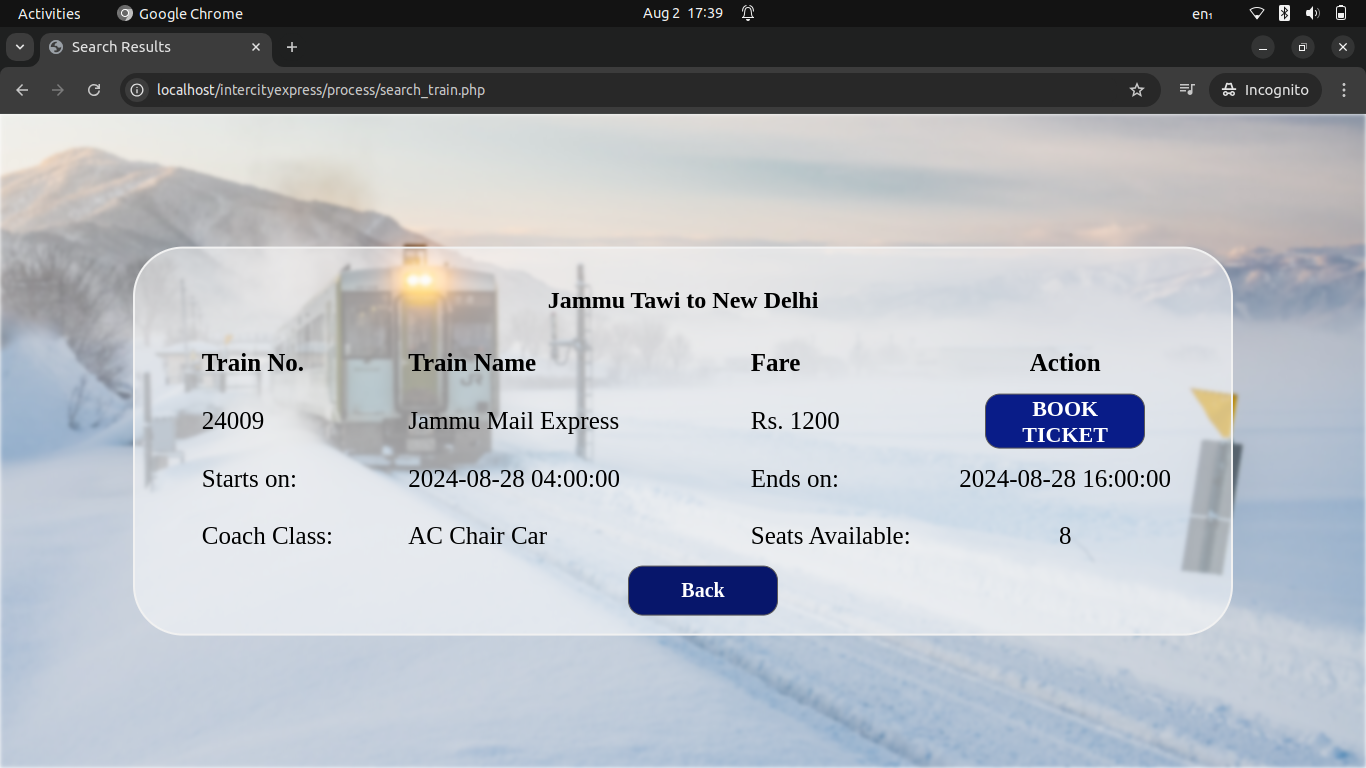 Activities Google Chrome Aug 2 17:39 en₁
Search Results
localhost/intercityexpress/process/search_train.php Incognito
Jammu Tawi to New Delhi
Train No. Train Name Fare Action
24009 Jammu Mail Express Rs. 1200 BOOK
TICKET
Starts on: 2024-08-28 04:00:00 Ends on: 2024-08-28 16:00:00
Coach Class: AC Chair Car Seats Available: 8
Back